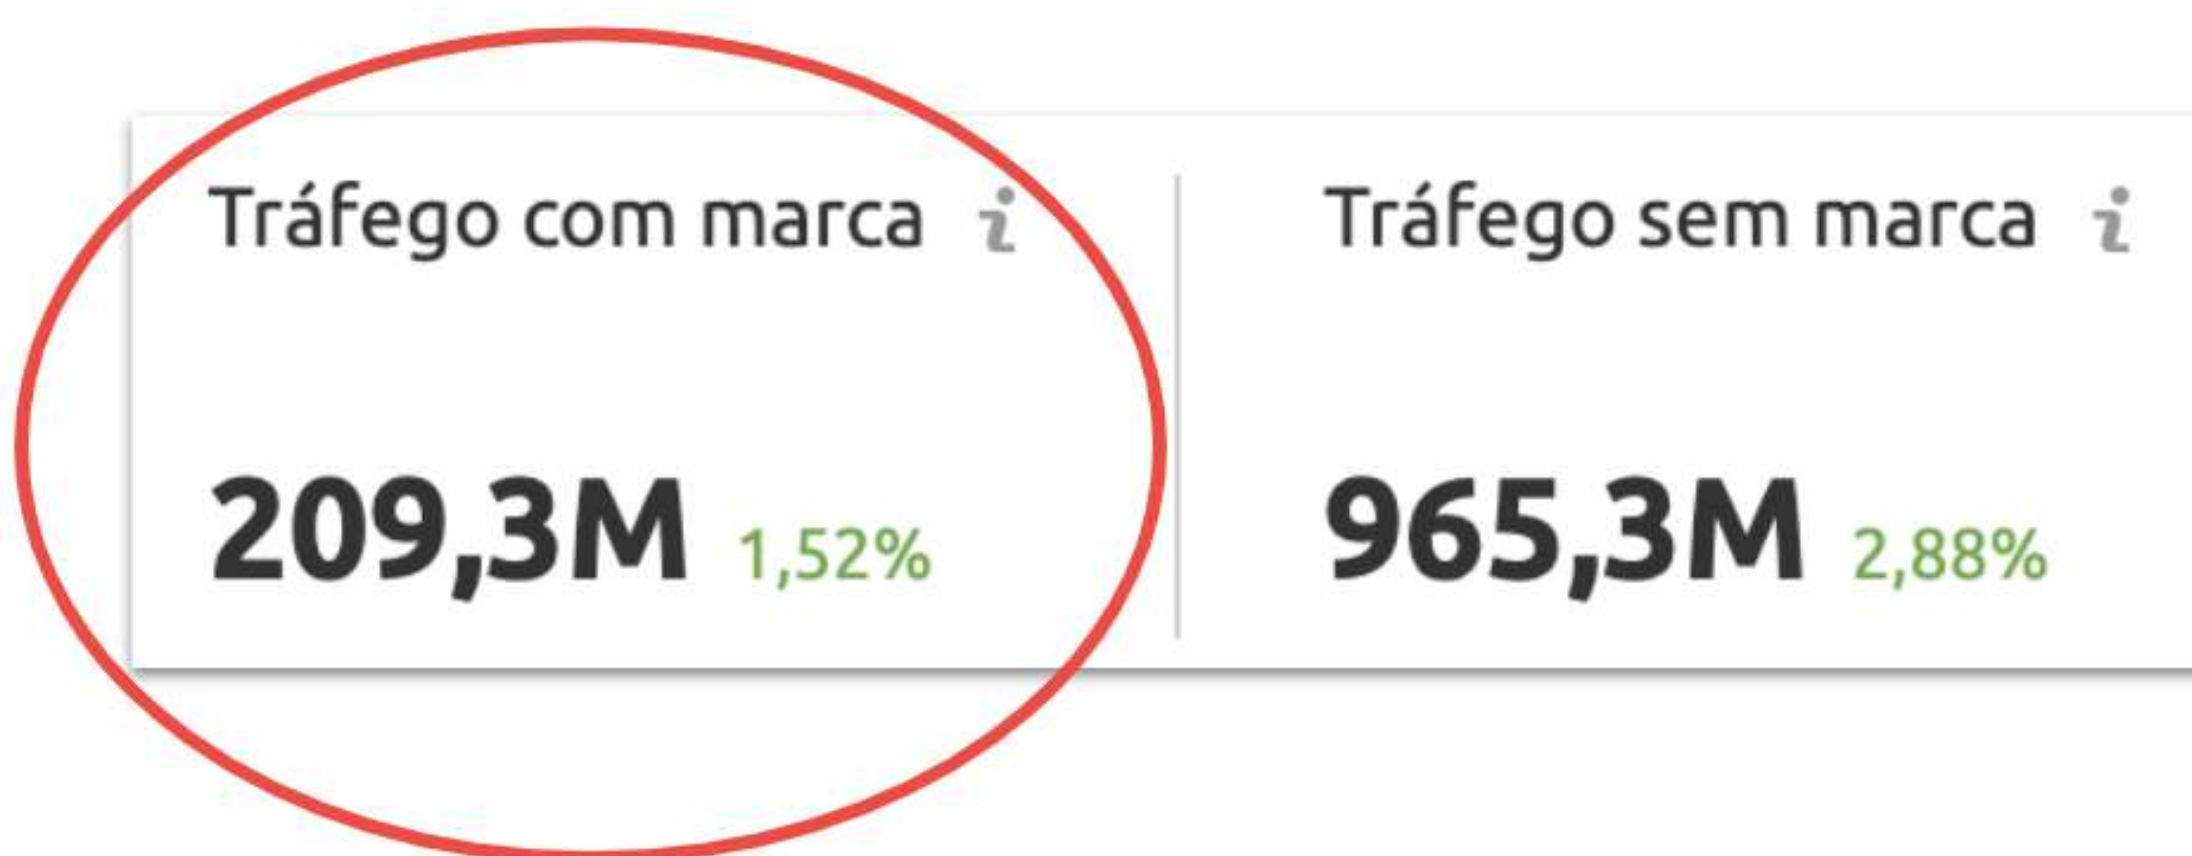 Tráfego com marca i
209,3M 1,52%
Tráfego sem marca i
965,3M 2,88%